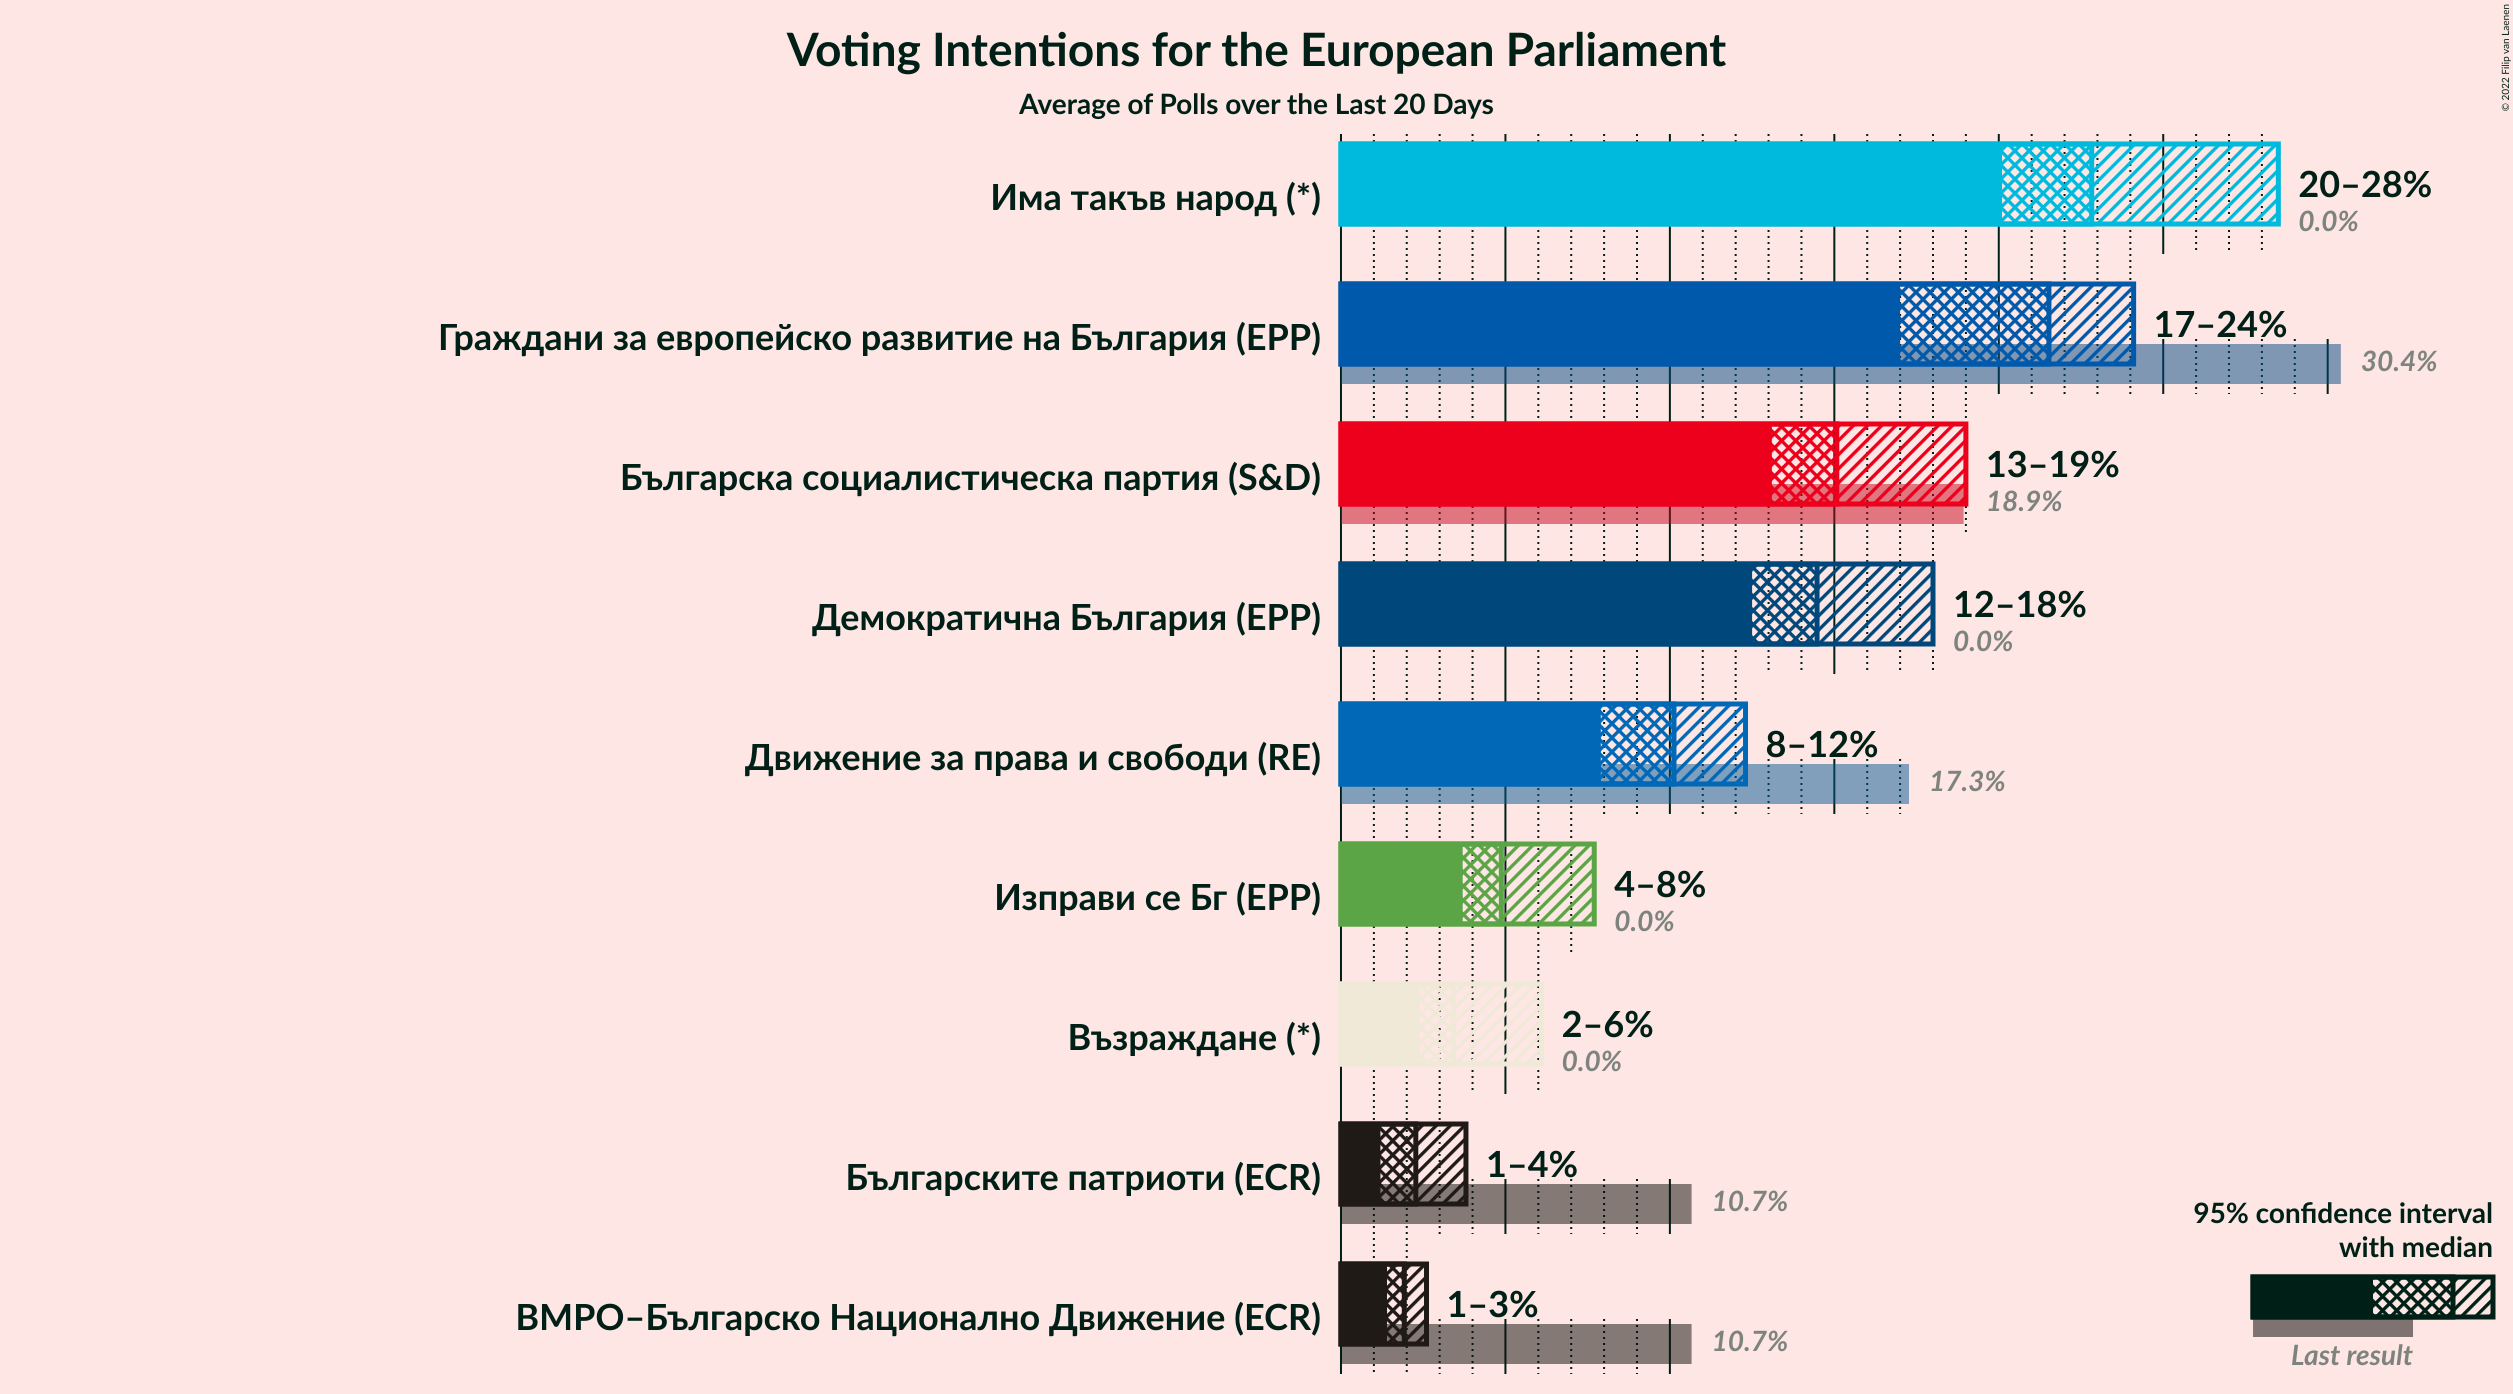 © 2022 Filip van Laenen
Voting Intentions for the European Parliament
Average of Polls over the Last 20 Days
Има такъв народ (*)
20–28%
0.0%
Граждани за европейско развитие на България (EPP)
17–24%
30.4%
Българска социалистическа партия (S&D)
13–19%
18.9%
Демократична България (EPP)
12–18%
0.0%
Движение за права и свободи (RE)
8–12%
17.3%
Изправи се Бг (EPP)
4–8%
0.0%
Възраждане (*)
2–6%
0.0%
Българските патриоти (ECR)
1–4%
10.7%
ВМРО–Българско Национално Движение (ECR)
1–3%
10.7%
95% confidence interval
with median
Last result